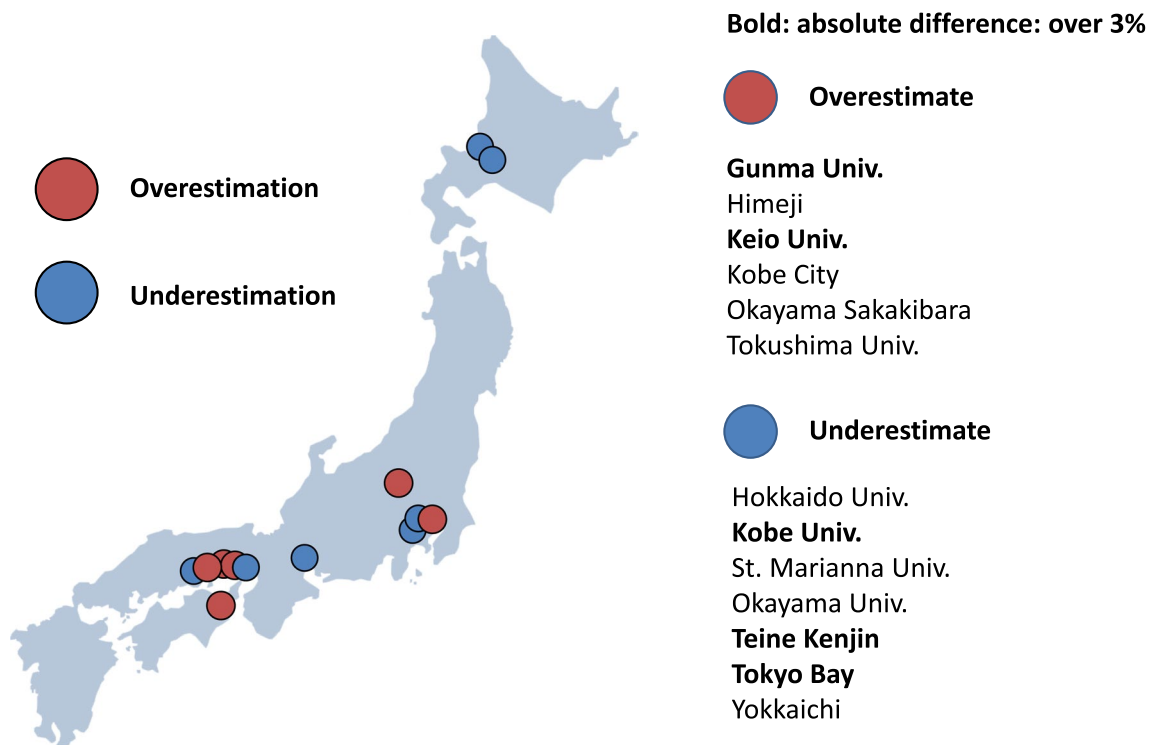 Bold: absolute difference: over 3%
Overestimation
Underestimation
Overestimate
Gunma Univ.
Himeji
Keio Univ.
Kobe City
Okayama Sakakibara
Tokushima Univ.
Underestimate
Hokkaido Univ.
Kobe Univ.
St. Marianna Univ.
Okayama Univ.
Teine Kenjin
Tokyo Bay
Yokkaichi